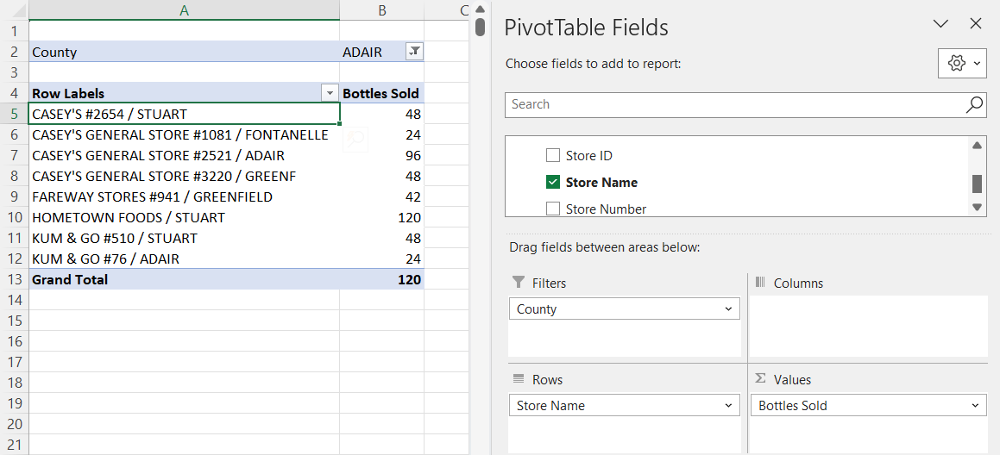 A B C
1
2 County ADAIR
3
4 Row Labels Bottles Sold
5 CASEY'S #2654 / STUART 48
6 CASEY'S GENERAL STORE #1081 / FONTANELLE 24
7 CASEY'S GENERAL STORE #2521 / ADAIR 96
8 CASEY'S GENERAL STORE #3220 / GREENF 48
9 FAREWAY STORES #941 / GREENFIELD 42
10 HOMETOWN FOODS / STUART 120
11 KUM & GO #510 / STUART 48
12 KUM & GO #76 / ADAIR 24
13 Grand Total 120
14
15
16
17
18
19
20
21
PivotTable Fields
Choose fields to add to report:
Search
Store ID
Store Name
Store Number
Drag fields between areas below:
Filters
County
Columns
Rows
Store Name
Σ Values
Bottles Sold